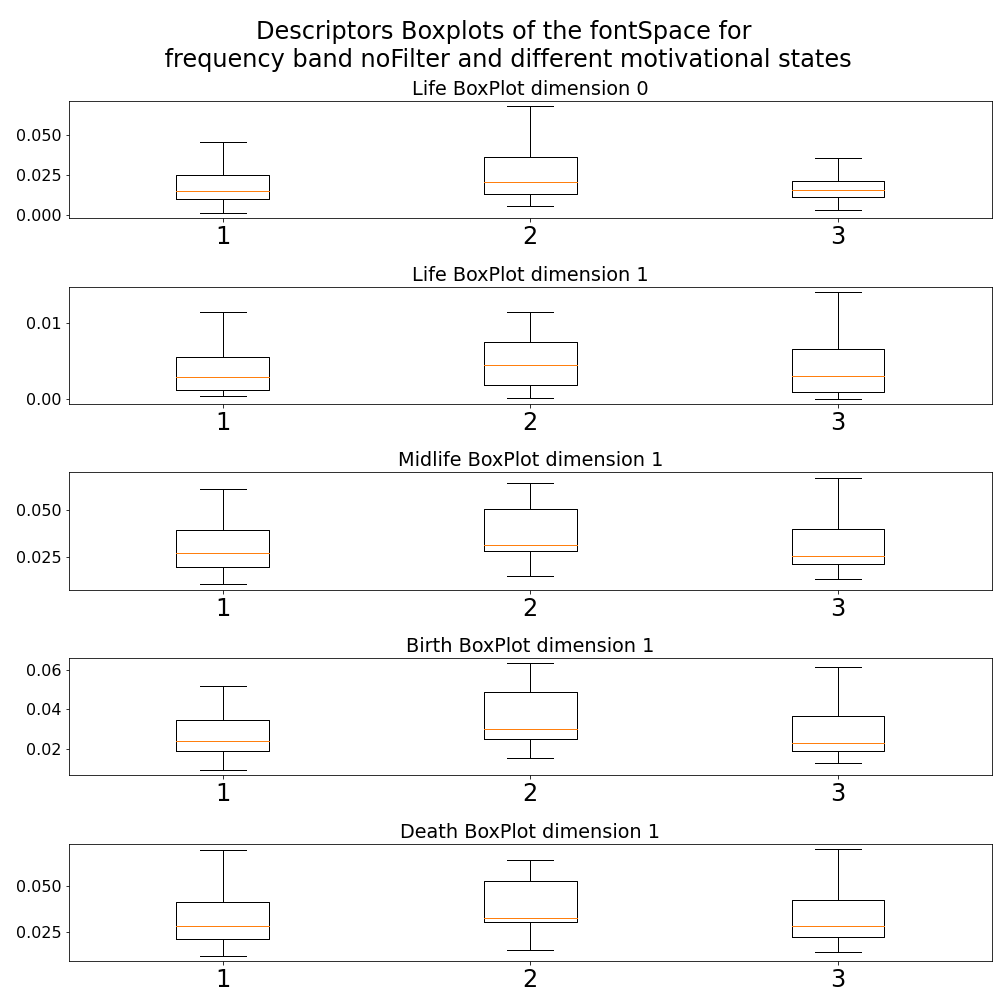 Descriptors Boxplots of the fontSpace for
frequency band noFilter and different motivational states
Life BoxPlot dimension 0
0.050
0.025
0.000
1 2 3
Life BoxPlot dimension 1
0.01
0.00
1 2 3
Midlife BoxPlot dimension 1
0.050
0.025
1 2 3
Birth BoxPlot dimension 1
0.06
0.04
0.02
1 2 3
Death BoxPlot dimension 1
0.050
0.025
1 2 3